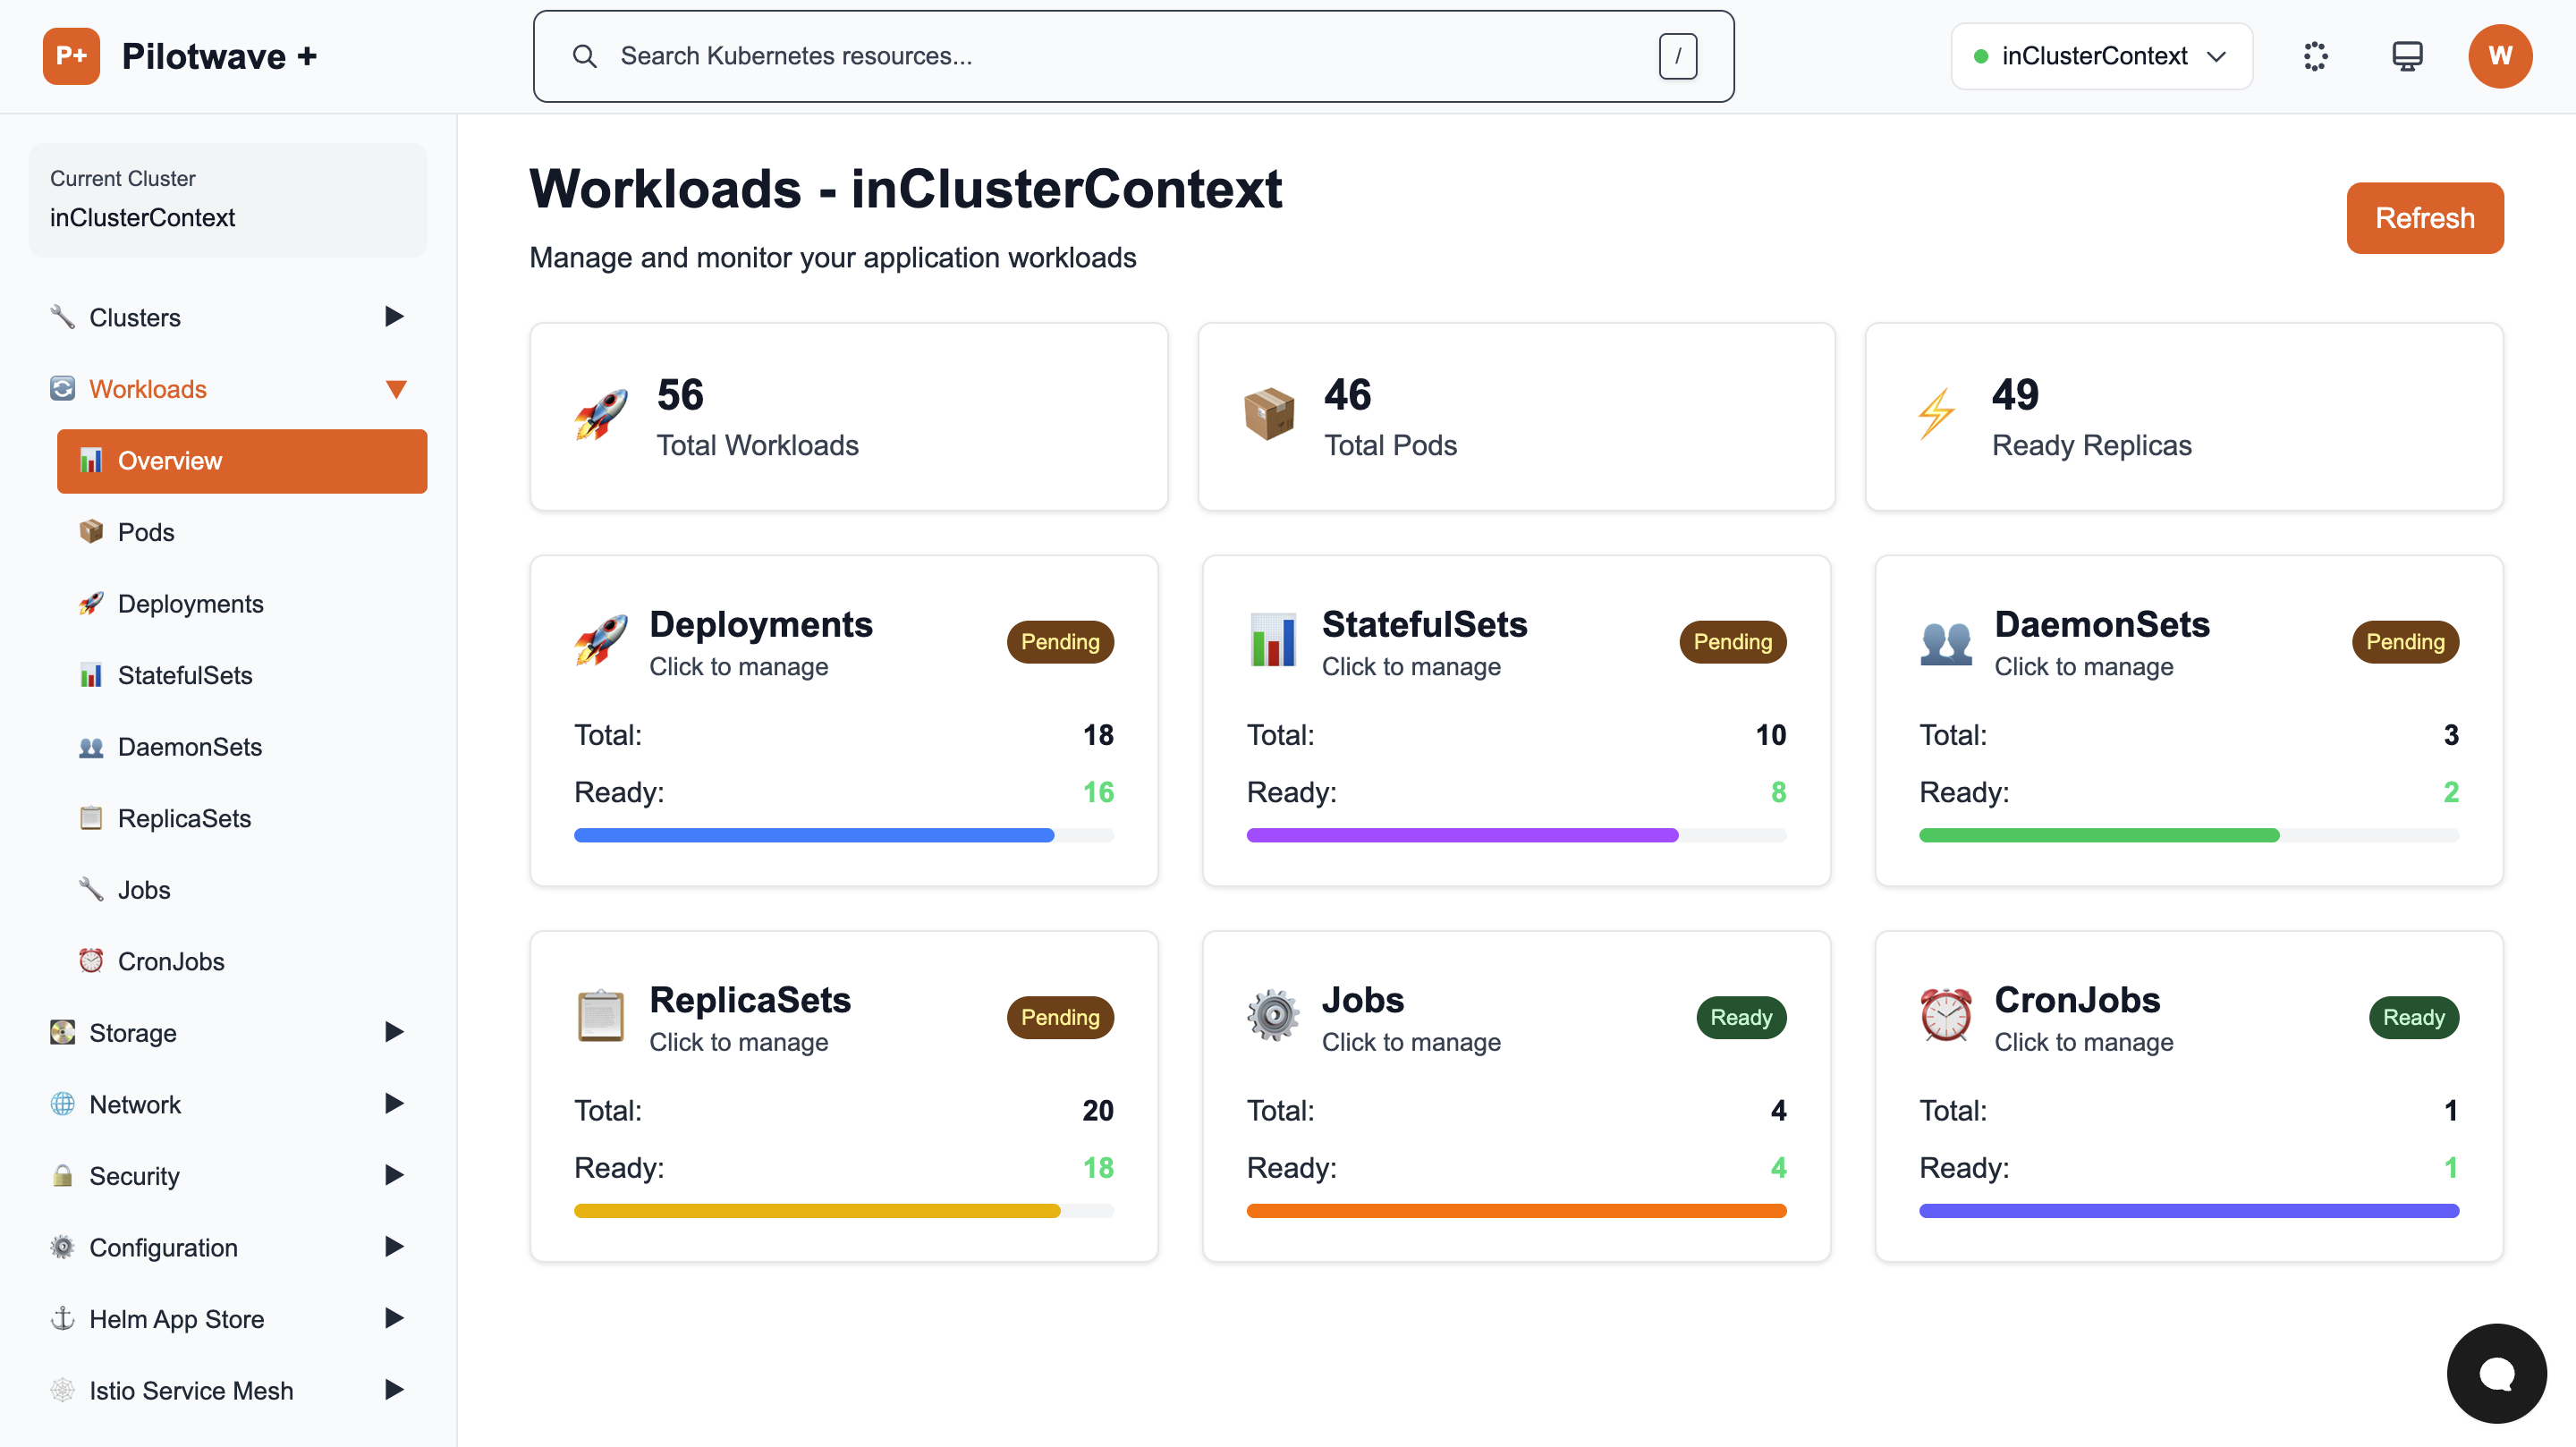 P+ Pilotwave +
Search Kubernetes resources... /
inClusterContext
W
Current Cluster
inClusterContext
Clusters
Workloads
Overview
Pods
Deployments
StatefulSets
DaemonSets
ReplicaSets
Jobs
CronJobs
Storage
Network
Security
Configuration
Helm App Store
Istio Service Mesh
Workloads - inClusterContext
Manage and monitor your application workloads
Refresh
56
Total Workloads
46
Total Pods
49
Ready Replicas
Deployments
Click to manage
Pending
Total: 18
Ready: 16
StatefulSets
Click to manage
Pending
Total: 10
Ready: 8
DaemonSets
Click to manage
Pending
Total: 3
Ready: 2
ReplicaSets
Click to manage
Pending
Total: 20
Ready: 18
Jobs
Click to manage
Ready
Total: 4
Ready: 4
CronJobs
Click to manage
Ready
Total: 1
Ready: 1